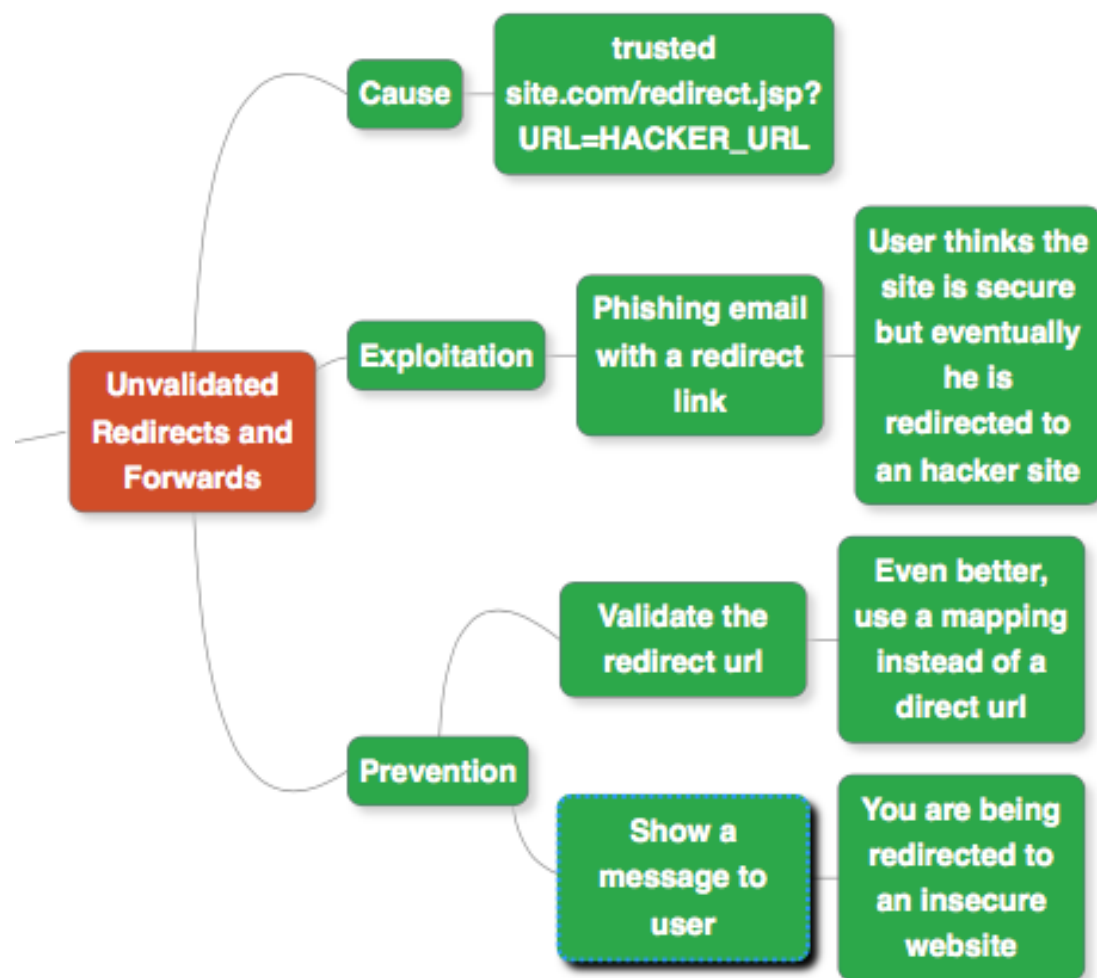 Cause
trusted
site.com/redirect.jsp?
URL=HACKER_URL
Unvalidated
Redirects and
Forwards
Exploitation
Phishing email
with a redirect
link
User thinks the
site is secure
but eventually
he is
redirected to
an hacker site
Prevention
Validate the
redirect url
Even better,
use a mapping
instead of a
direct url
Show a
message to
user
You are being
redirected to
an insecure
website